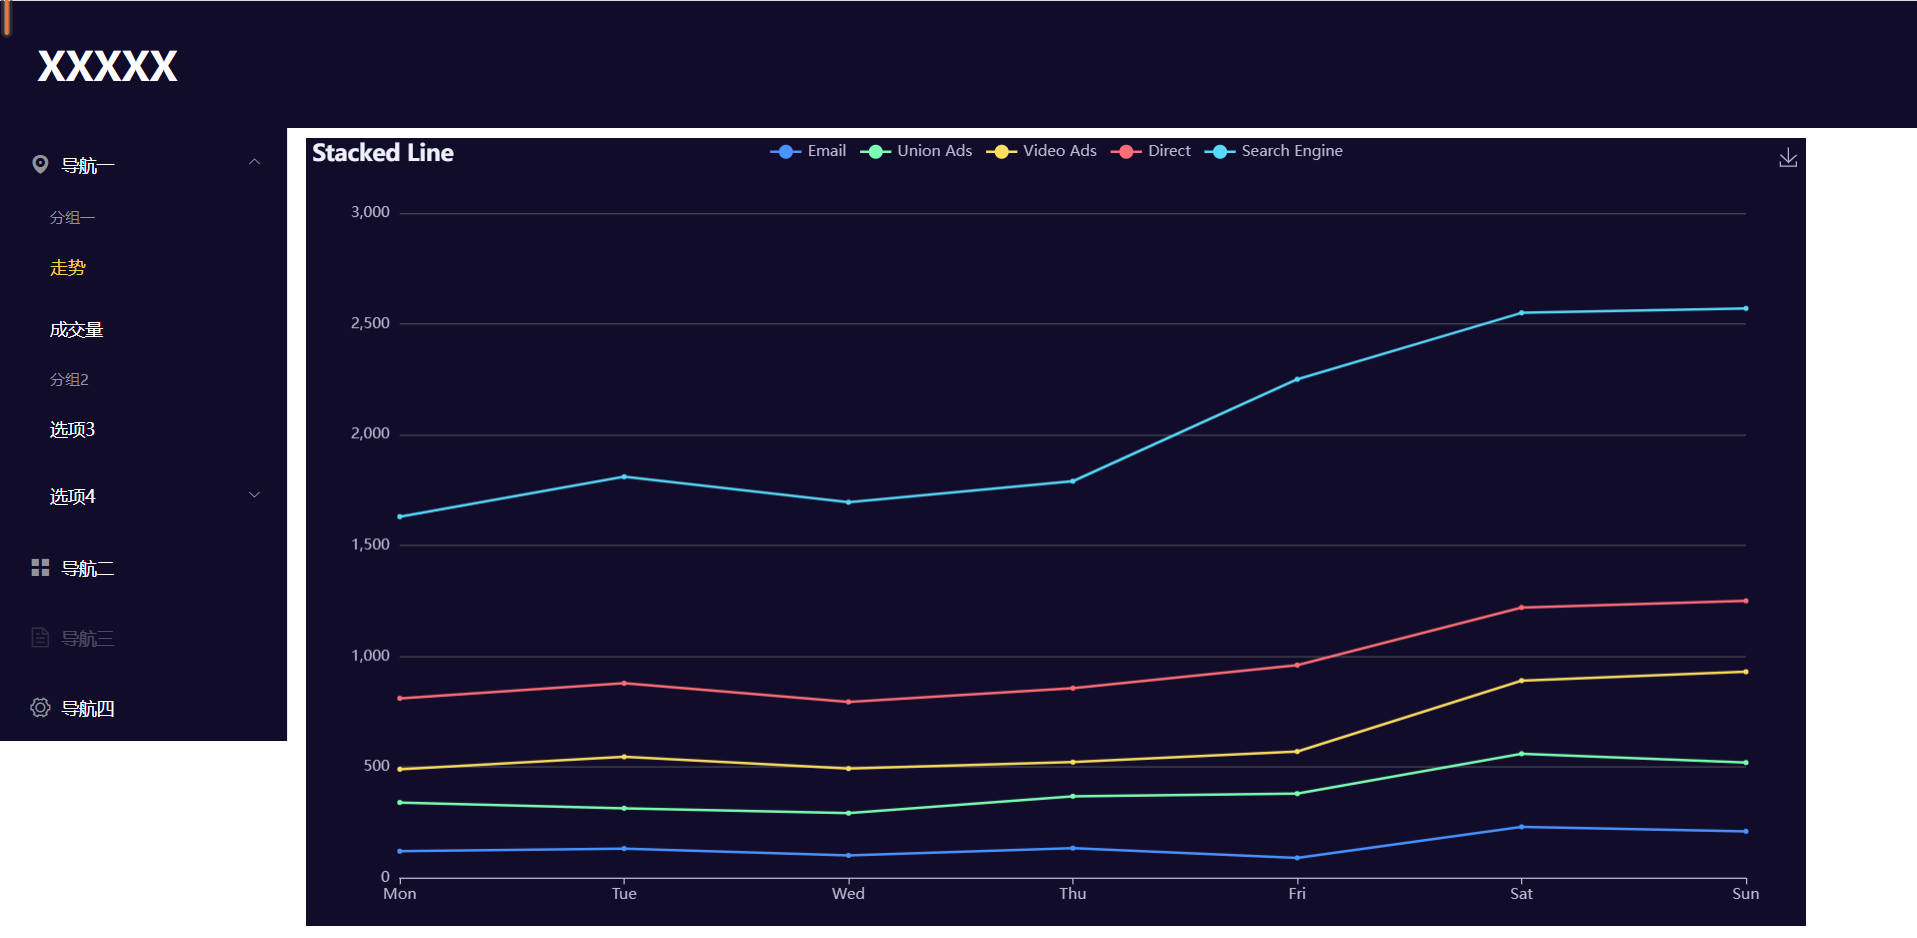 XXXXX
导航一
分组一
走势
成交量
分组2
选项3
选项4
导航二
导航三
导航四
Stacked Line
Email Union Ads Video Ads Direct Search Engine
3,000
2,500
2,000
1,500
1,000
500
0
Mon Tue Wed Thu Fri Sat Sun